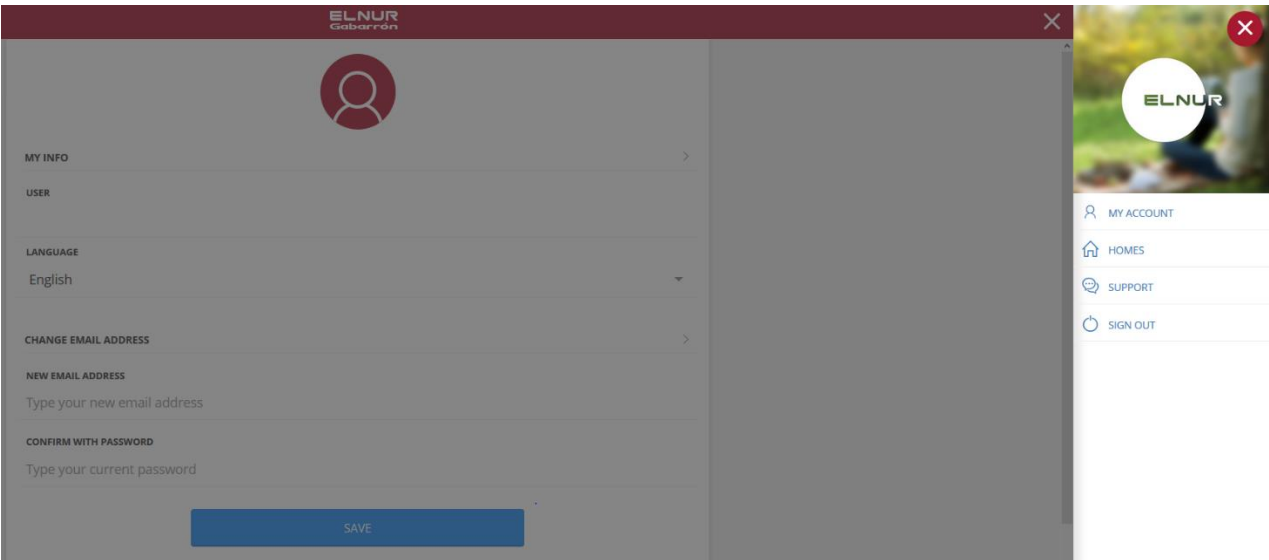 ELNUR
Gabarrón
MY INFO
USER
LANGUAGE
English
CHANGE EMAIL ADDRESS
NEW EMAIL ADDRESS
Type your new email address
CONFIRM WITH PASSWORD
Type your current password
SAVE
ELNUR
MY ACCOUNT
HOMES
SUPPORT
SIGN OUT